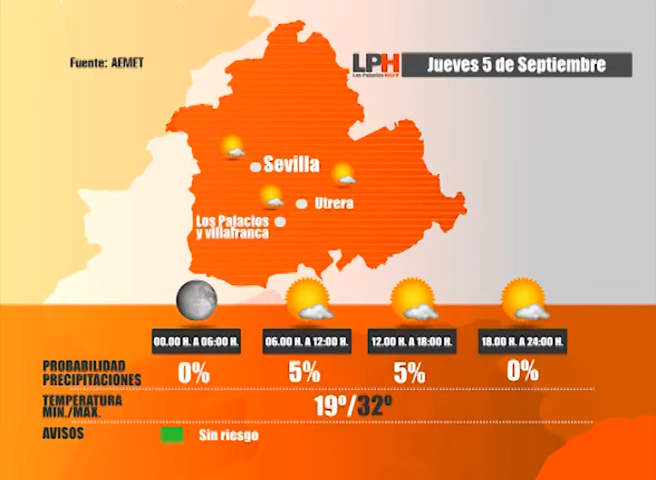 Fuente: AEMET
LPH
Jueves 5 de Septiembre
Sevilla
Utrera
Los Palacios
y villafranca
00.00 H. A 06:00 H.
06.00 H. A 12:00 H.
12.00 H. A 18:00 H.
18.00 H. A 24:00 H.
PROBABILIDAD
PRECIPITACIONES
0%
5%
5%
0%
TEMPERATURA
MIN./MAX.
19º/32º
AVISOS
Sin riesgo